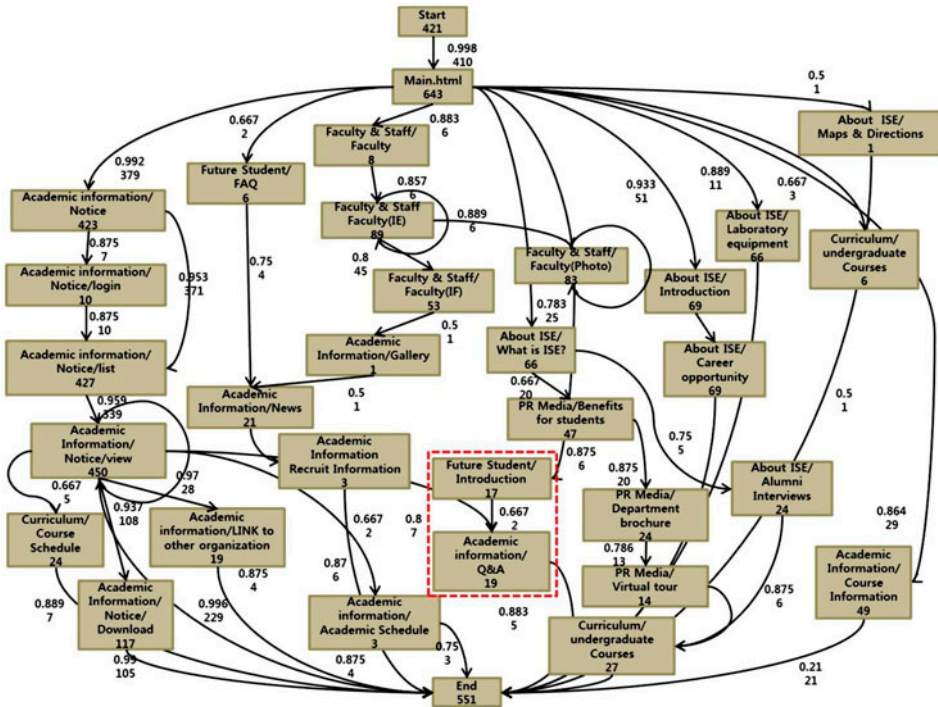 Start
421
0.998
410
Main.html
643
0.5
1
About ISE/
Maps & Directions
1
0.667
2
0.883
6
Faculty & Staff/
Faculty
8
0.992
379
Future Student/
FAQ
6
0.857
6
0.933
51
0.889
11
0.667
3
Academic information/
Notice
423
Faculty & Staff
Faculty(IE)
89
0.889
6
About ISE/
Laboratory
equipment
66
Curriculum/
undergraduate
Courses
6
0.875
7
0.953
371
0.75
4
0.8
45
Faculty & Staff/
Faculty(Photo)
83
Academic information/
Notice/login
10
Faculty & Staff/
Faculty(IF)
53
About ISE/
Introduction
69
0.783
25
0.875
10
0.5
1
About ISE/
What is ISE?
66
Academic information/
Notice/list
427
Academic
Information/Gallery
1
About ISE/
Career
opportunity
69
0.959
339
0.5
1
0.667
20
0.5
1
Academic
Information/News
21
PR Media/Benefits
for students
47
Academic
Information/
Notice/view
450
Academic
Information
Recruit Information
3
0.875
6
0.75
5
Future Student/
Introduction
17
0.875
20
About ISE/
Alumni
Interviews
24
0.667
5
0.97
28
0.937
108
0.667
2
0.8
7
0.667
2
PR Media/
Department
brochure
24
0.864
29
Curriculum/
Course
Schedule
24
Academic
information/LINK to
other organization
19
Academic
information/
Q&A
19
0.786
13
0.87
6
PR Media/
Virtual tour
14
Academic
Information/
Course
Information
49
0.889
7
Academic
Information/
Notice/
Download
117
0.996
229
0.875
4
Academic
information/
Academic Schedule
3
0.883
5
0.875
6
Curriculum/
undergraduate
Courses
27
0.99
105
0.875
4
0.75
3
0.21
21
End
551